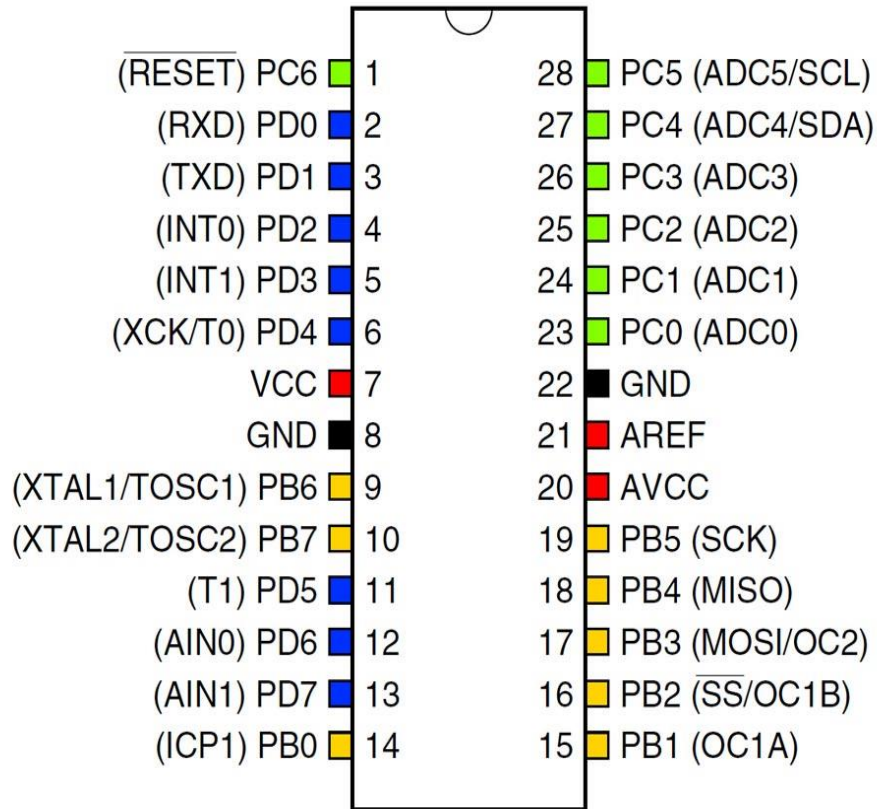 (RESET) PC6 1 28 PC5 (ADC5/SCL)
(RXD) PD0 2 27 PC4 (ADC4/SDA)
(TXD) PD1 3 26 PC3 (ADC3)
(INT0) PD2 4 25 PC2 (ADC2)
(INT1) PD3 5 24 PC1 (ADC1)
(XCK/T0) PD4 6 23 PC0 (ADC0)
VCC 7 22 GND
GND 8 21 AREF
(XTAL1/TOSC1) PB6 9 20 AVCC
(XTAL2/TOSC2) PB7 10 19 PB5 (SCK)
(T1) PD5 11 18 PB4 (MISO)
(AIN0) PD6 12 17 PB3 (MOSI/OC2)
(AIN1) PD7 13 16 PB2 (SS/OC1B)
(ICP1) PB0 14 15 PB1 (OC1A)